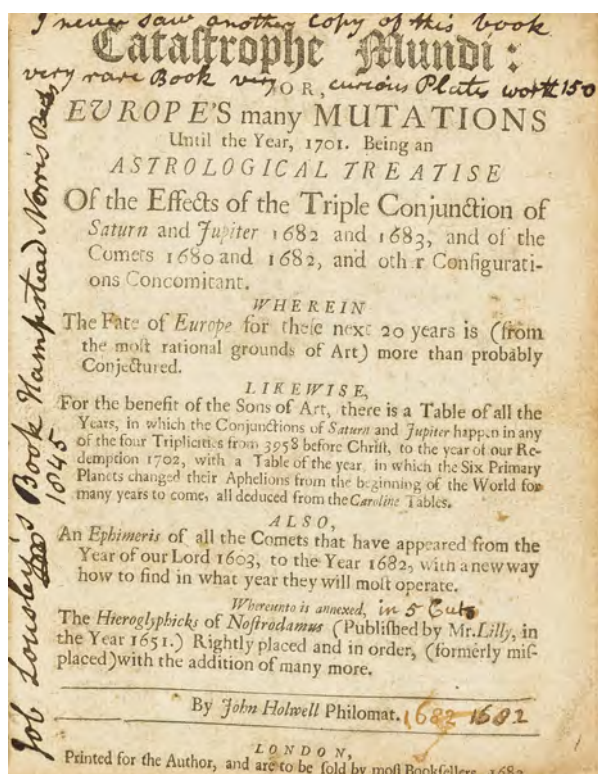 I never saw another Copy of this book
Cataſtrophe Mundi:
very rare Book very curious Plates worth 150
OR,
EUROPE'S many MUTATIONS
Until the Year, 1701. Being an
ASTROLOGICAL TREATISE
Of the Effects of the Triple Conjunction of
Saturn and Jupiter 1682 and 1683, and of the
Comets 1680 and 1682, and oth r Configurati-
ons Concomitant.
WHEREIN
The Fate of Europe for theſe next 20 years is (from
the moſt rational grounds of Art) more than probably
Conjectured.
LIKEWISE,
For the benefit of the Sons of Art, there is a Table of all the
Years, in which the Conjunctions of Saturn and Jupiter happen in any
of the four Triplicities from 3958 before Chriſt, to the year of our Re-
demption 1702, with a Table of the year, in which the Six Primary
Planets changed their Aphelions from the beginning of the World for
many years to come, all deduced from the Caroline Tables.
ALSO,
An Ephimeris of all the Comets that have appeared from the
Year of our Lord 1603, to the Year 1682, with a new way
how to find in what year they will moſt operate.
Whereunto is annexed, in 5 Cuts
The Hieroglyphicks of Noſtrodamus (Publiſhed by Mr. Lilly, in
the Year 1651.) Rightly placed and in order, (formerly miſ-
placed) with the addition of many more.
By John Holwell Philomat. 1682 1682
LONDON,
Printed for the Author, and are to be ſold by moſt Bookſellers, 1682
Job Lousley's Book Hampstead Norris
1845